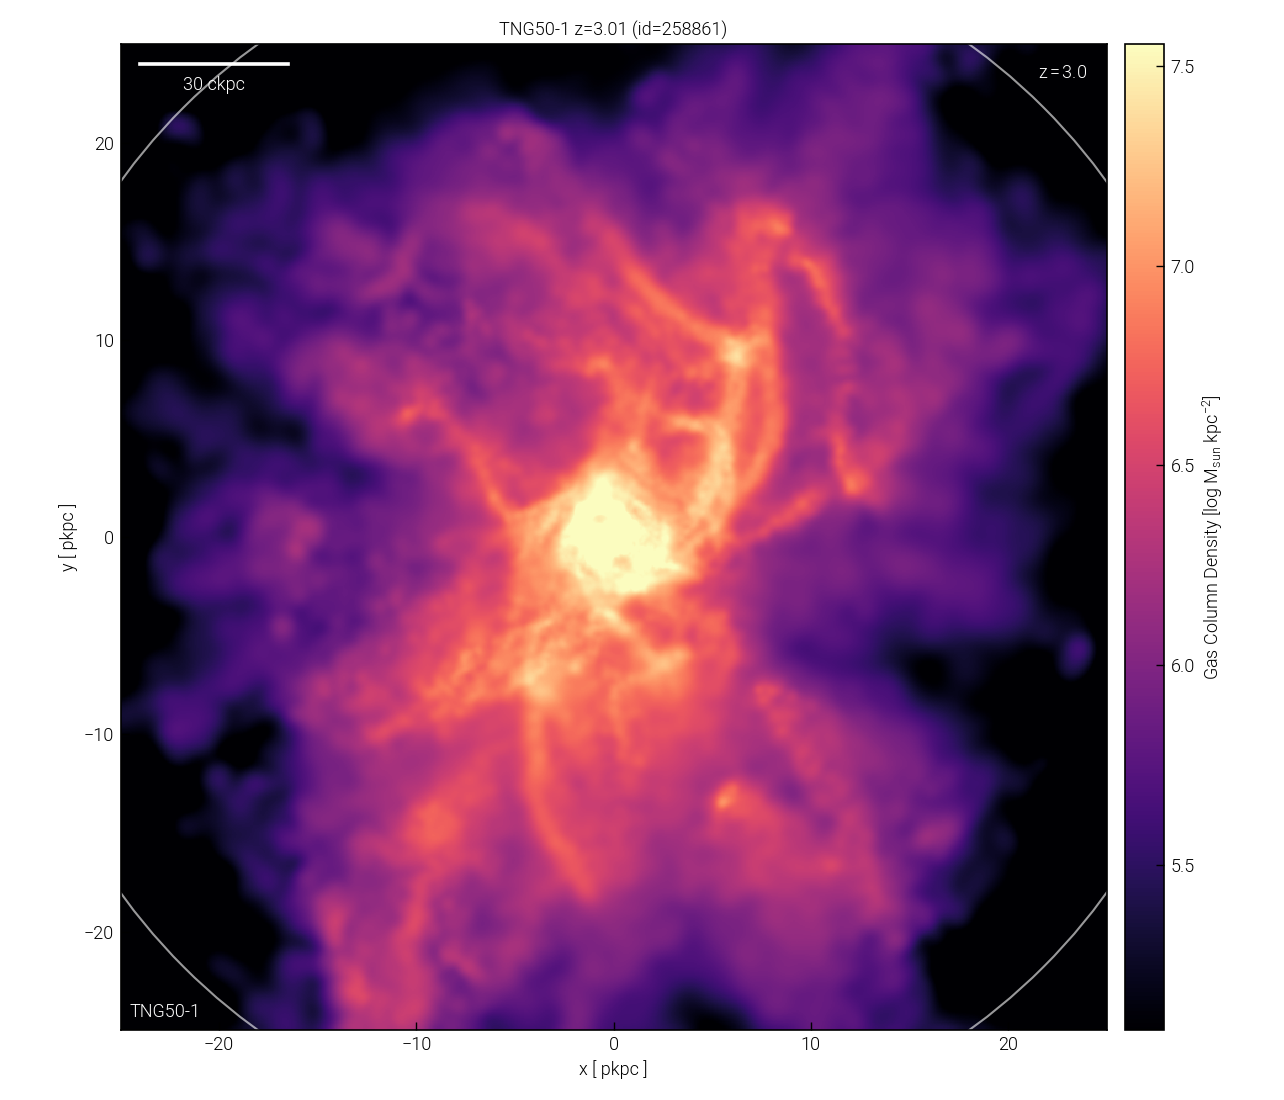 TNG50-1 z=3.01 (id=258861)
30 ckpc
z=3.0
TNG50-1
20
10
0
−10
−20
y [ pkpc ]
−20
−10
0
10
20
x [ pkpc ]
7.5
7.0
6.5
6.0
5.5
Gas Column Density [log M_sun kpc^−2]